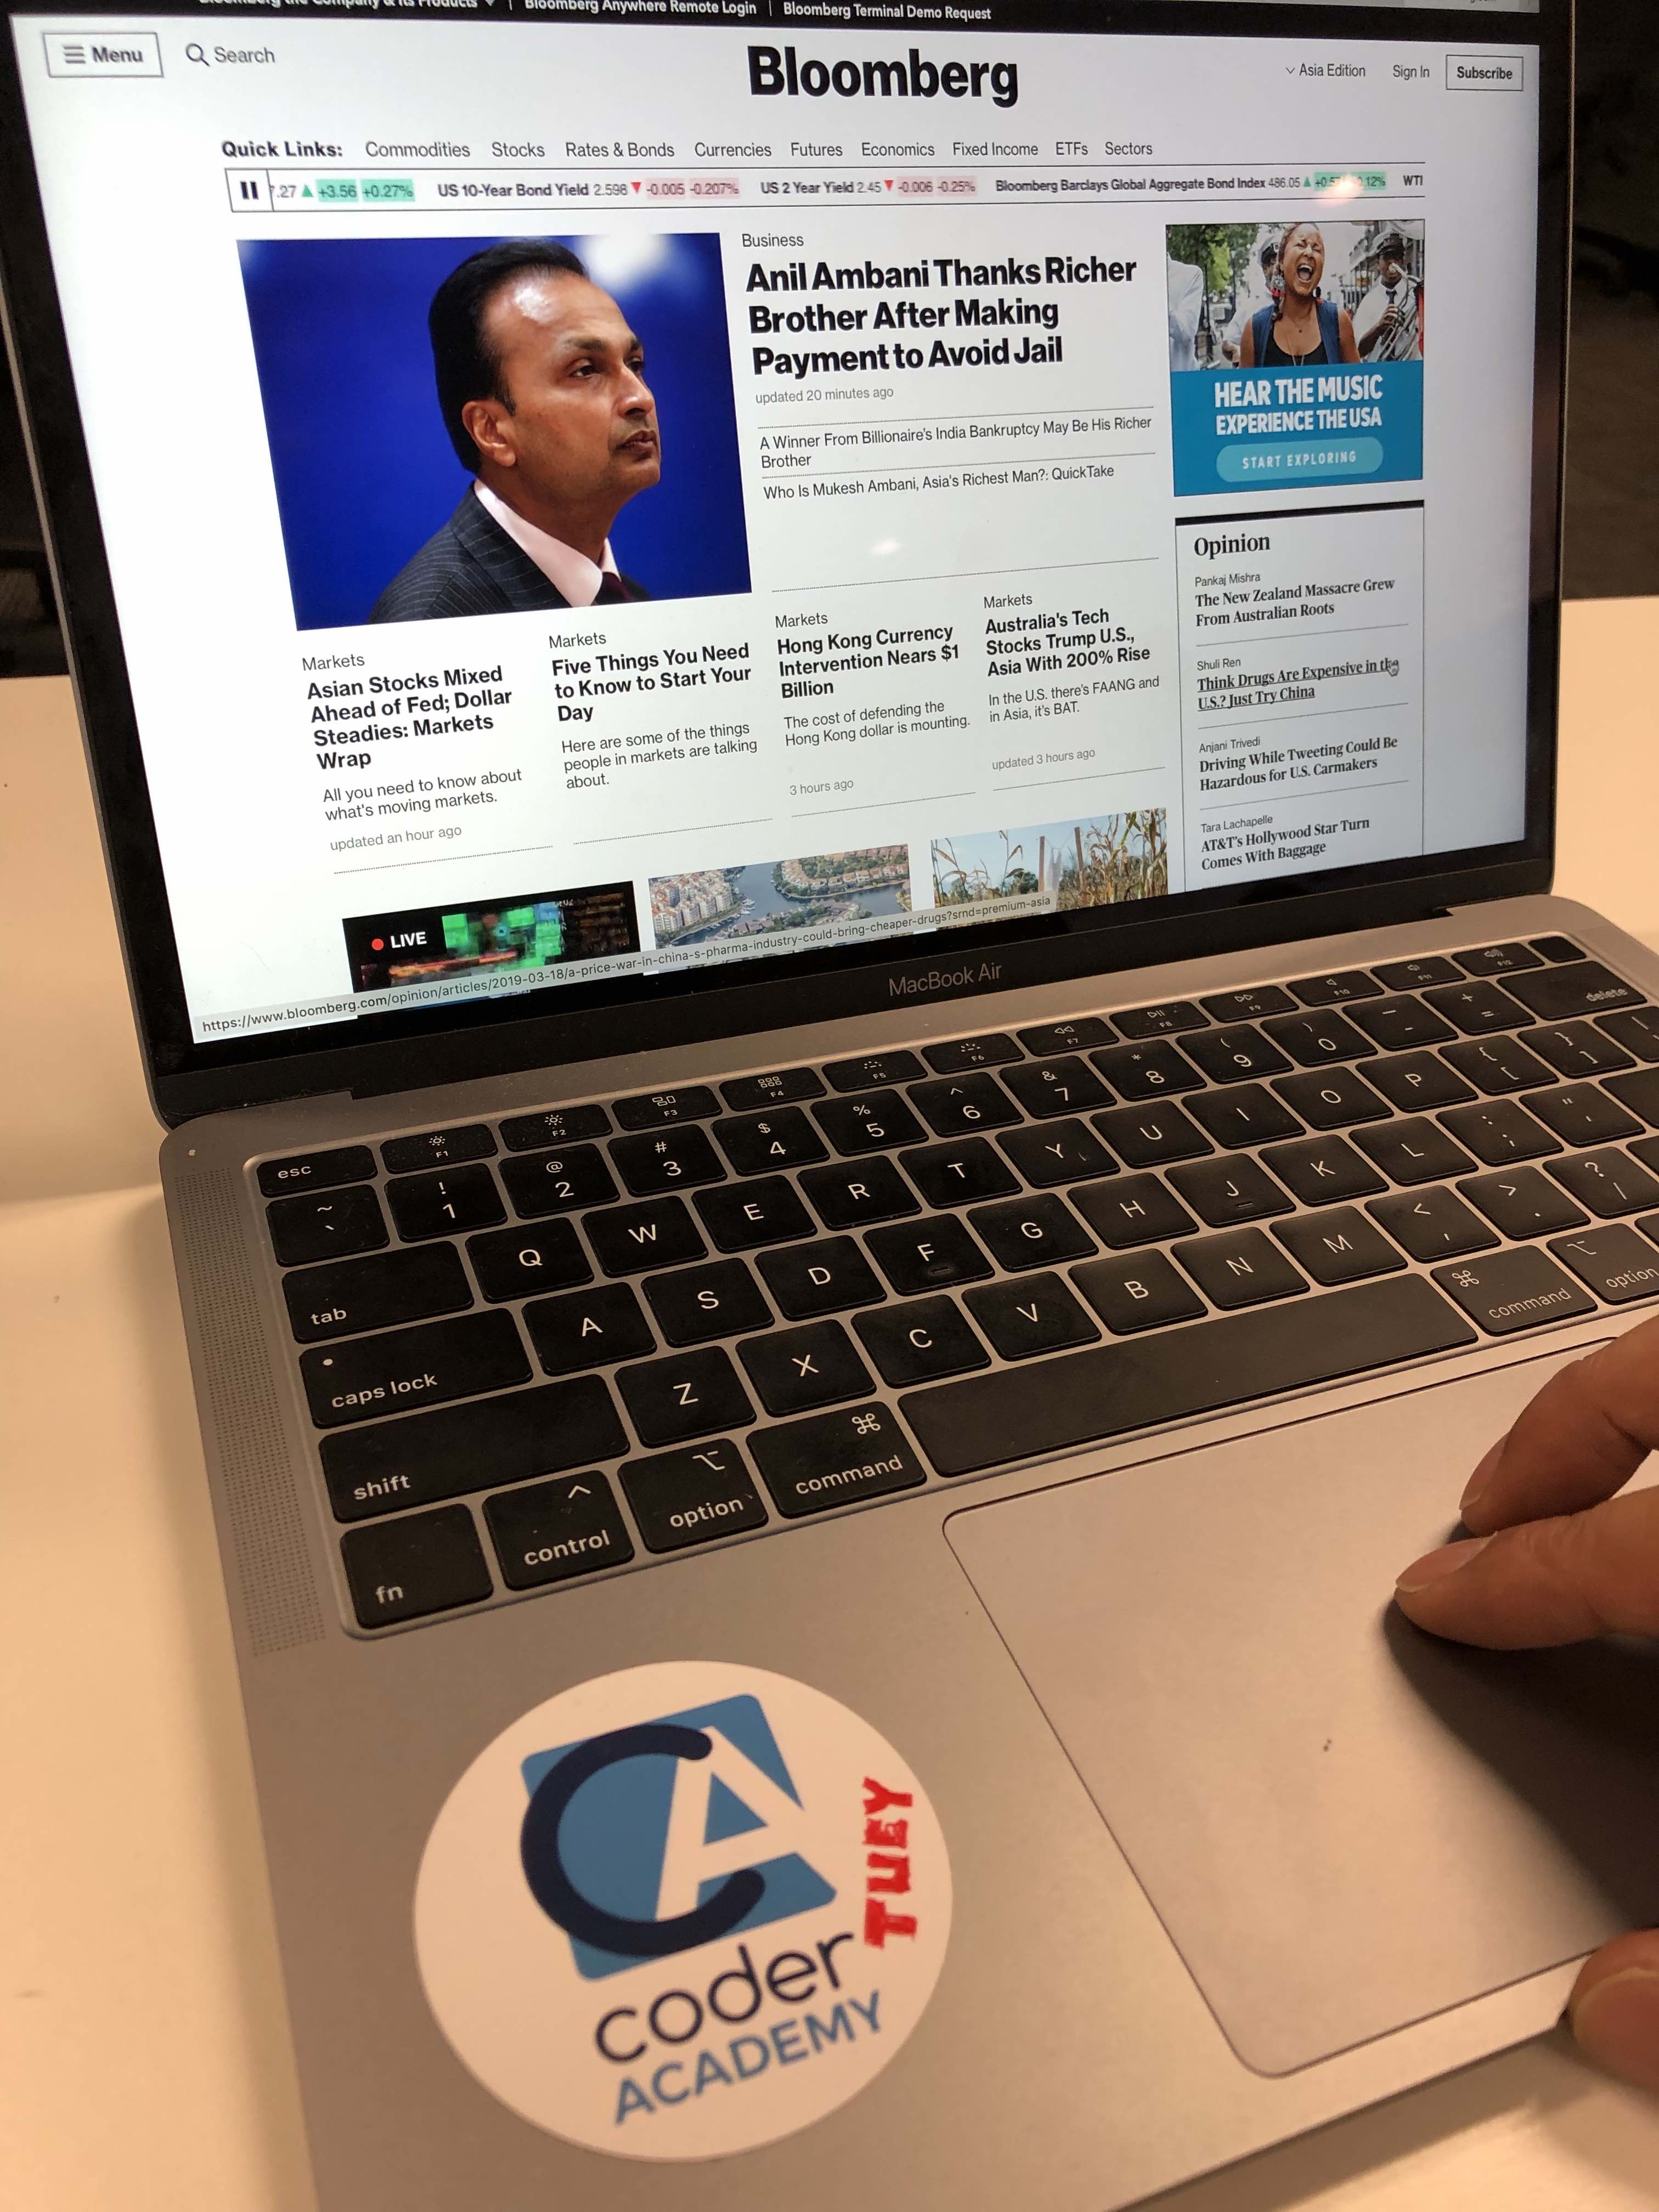 Bloomberg the Company & Its Products | Bloomberg Anywhere Remote Login | Bloomberg Terminal Demo Request
Menu Search
Bloomberg
Asia Edition Sign In Subscribe
Quick Links: Commodities Stocks Rates & Bonds Currencies Futures Economics Fixed Income ETFs Sectors
.27 ▲ +3.56 +0.27% US 10-Year Bond Yield 2.598 ▼ -0.005 -0.207% US 2 Year Yield 2.45 ▼ -0.006 -0.25% Bloomberg Barclays Global Aggregate Bond Index 486.05 ▲ WTI
Business
Anil Ambani Thanks Richer
Brother After Making
Payment to Avoid Jail
updated 20 minutes ago
A Winner From Billionaire's India Bankruptcy May Be His Richer
Brother
Who Is Mukesh Ambani, Asia's Richest Man?: QuickTake
HEAR THE MUSIC
EXPERIENCE THE USA
START EXPLORING
Markets
Asian Stocks Mixed
Ahead of Fed; Dollar
Steadies: Markets
Wrap
All you need to know about
what's moving markets.
updated an hour ago
Markets
Five Things You Need
to Know to Start Your
Day
Here are some of the things
people in markets are talking
about.
Markets
Hong Kong Currency
Intervention Nears $1
Billion
The cost of defending the
Hong Kong dollar is mounting.
3 hours ago
Markets
Australia's Tech
Stocks Trump U.S.,
Asia With 200% Rise
In the U.S. there's FAANG and
in Asia, it's BAT.
updated 3 hours ago
Opinion
Pankaj Mishra
The New Zealand Massacre Grew
From Australian Roots
Shuli Ren
Think Drugs Are Expensive in the
U.S.? Just Try China
Anjani Trivedi
Driving While Tweeting Could Be
Hazardous for U.S. Carmakers
Tara Lachapelle
AT&T's Hollywood Star Turn
Comes With Baggage
LIVE
https://www.bloomberg.com/opinion/articles/2019-03-18/a-price-war-in-china-s-pharma-industry-could-bring-cheaper-drugs?srnd=premium-asia
MacBook Air
esc F1 F2 F3 F4 F5 F6 F7 F8 F9 F10 F11 F12
~ ` ! 1 @ 2 # 3 $ 4 % 5 ^ 6 & 7 * 8 ( 9 ) 0 _ - + = delete
tab Q W E R T Y U I O P { [ } ] | \
caps lock A S D F G H J K L : ; " '
shift Z X C V B N M < , > . ? /
fn ^ control ⌥ option ⌘ command ⌘ command ⌥ option
CA
coder
ACADEMY
TUEY